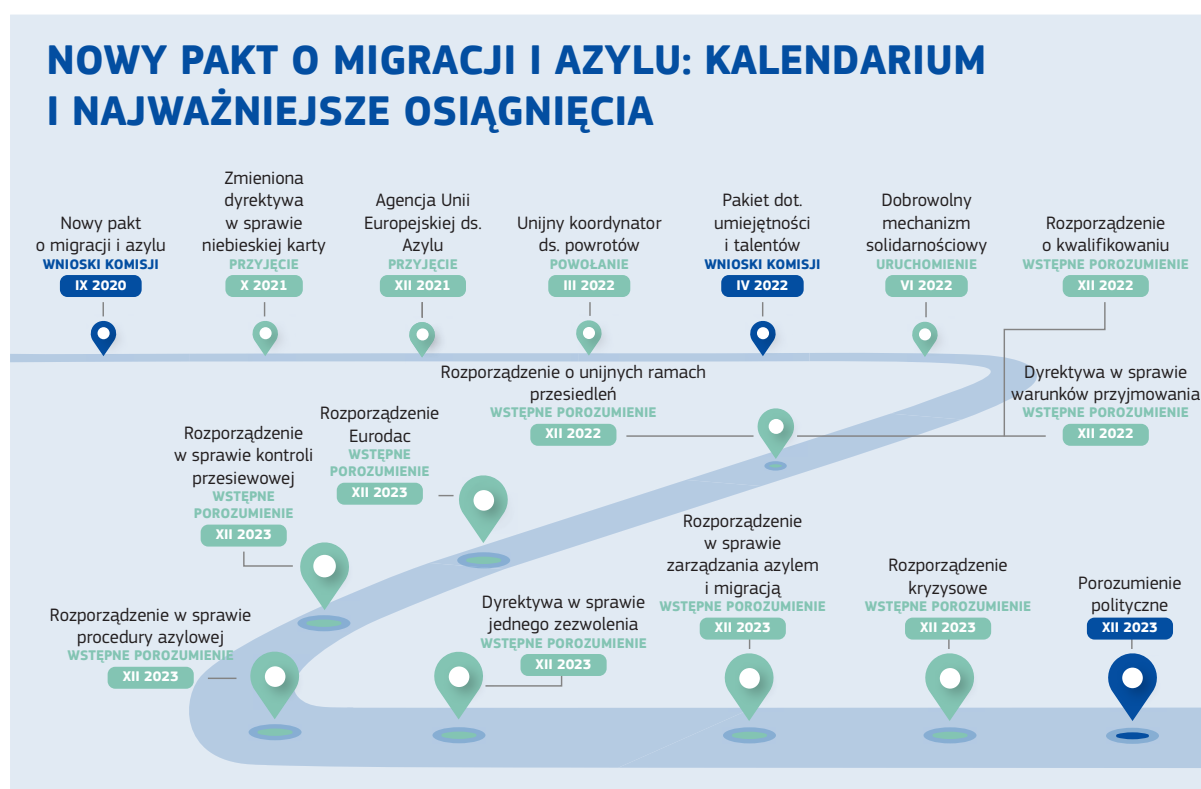 NOWY PAKT O MIGRACJI I AZYLU: KALENDARIUM
I NAJWAŻNIEJSZE OSIĄGNIĘCIA
Nowy pakt
o migracji i azylu
WNIOSKI KOMISJI
IX 2020
Zmieniona
dyrektywa
w sprawie
niebieskiej karty
PRZYJĘCIE
X 2021
Agencja Unii
Europejskiej ds.
Azylu
PRZYJĘCIE
XII 2021
Unijny koordynator
ds. powrotów
POWOŁANIE
III 2022
Pakiet dot.
umiejętności
i talentów
WNIOSKI KOMISJI
IV 2022
Dobrowolny
mechanizm
solidarnościowy
URUCHOMIENIE
VI 2022
Rozporządzenie
o kwalifikowaniu
WSTĘPNE POROZUMIENIE
XII 2022
Rozporządzenie o unijnych ramach
przesiedleń
WSTĘPNE POROZUMIENIE
XII 2022
Dyrektywa w sprawie
warunków przyjmowania
WSTĘPNE POROZUMIENIE
XII 2022
Rozporządzenie
Eurodac
WSTĘPNE
POROZUMIENIE
XII 2023
Rozporządzenie
w sprawie kontroli
przesiewowej
WSTĘPNE
POROZUMIENIE
XII 2023
Rozporządzenie w sprawie
procedury azylowej
WSTĘPNE POROZUMIENIE
XII 2023
Dyrektywa w sprawie
jednego zezwolenia
WSTĘPNE POROZUMIENIE
XII 2023
Rozporządzenie
w sprawie
zarządzania azylem
i migracją
WSTĘPNE POROZUMIENIE
XII 2023
Rozporządzenie
kryzysowe
WSTĘPNE POROZUMIENIE
XII 2023
Porozumienie
polityczne
XII 2023